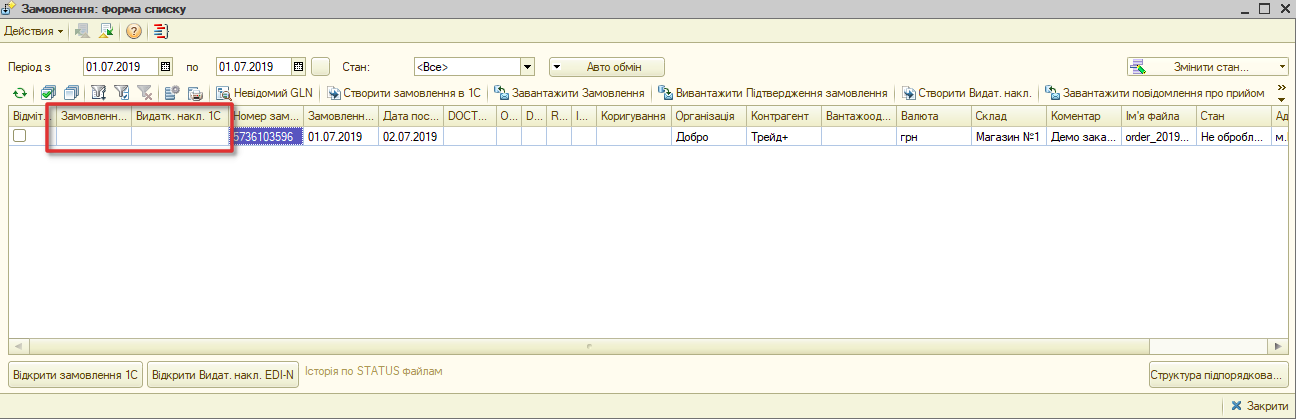 Замовлення: форма списку
Действия
Період з 01.07.2019 по 01.07.2019 Стан: <Все> Авто обмін Змінити стан...
Невідомий GLN Створити замовлення в 1С Завантажити Замовлення Вивантажити Підтвердження замовлення Створити Видат. накл. Завантажити повідомлення про прийом
Відміт... Замовленн... Видатк. накл. 1С Номер зам... Замовленн... Дата пос... DOCT... О... D... R... І... Коригування Організація Контрагент Вантажоод... Валюта Склад Коментар Ім'я файла Стан Ад
5736103596 01.07.2019 02.07.2019 Добро Трейд+ грн Магазин №1 Демо зака... order_2019... Не обробл... м.
Відкрити замовлення 1С Відкрити Видат. накл. EDI-N Історія по STATUS файлам Структура підпорядкова...
Закрити